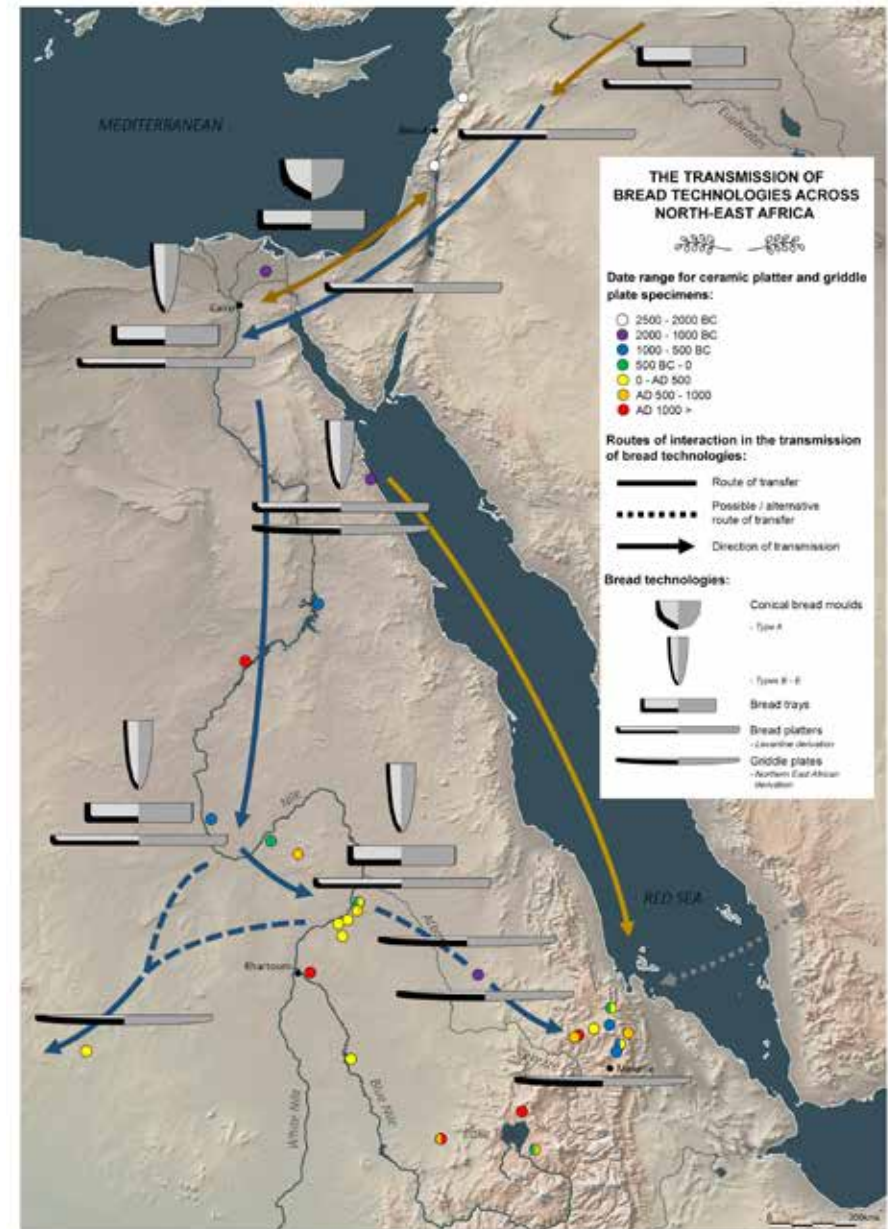 MEDITERRANEAN
Euphrates
Cairo
THE TRANSMISSION OF
BREAD TECHNOLOGIES ACROSS
NORTH-EAST AFRICA
Date range for ceramic platter and griddle
plate specimens:
2500 - 2000 BC
2000 - 1000 BC
1000 - 500 BC
500 BC - 0
0 - AD 500
AD 500 - 1000
AD 1000 >
Routes of interaction in the transmission
of bread technologies:
Route of transfer
Possible / alternative
route of transfer
Direction of transmission
Bread technologies:
Conical bread moulds
- Type A
- Types B - E
Bread trays
Bread platters
- Levantine derivation
Griddle plates
- Northern East African
derivation
Nile
RED SEA
Khartoum
White Nile
Blue Nile